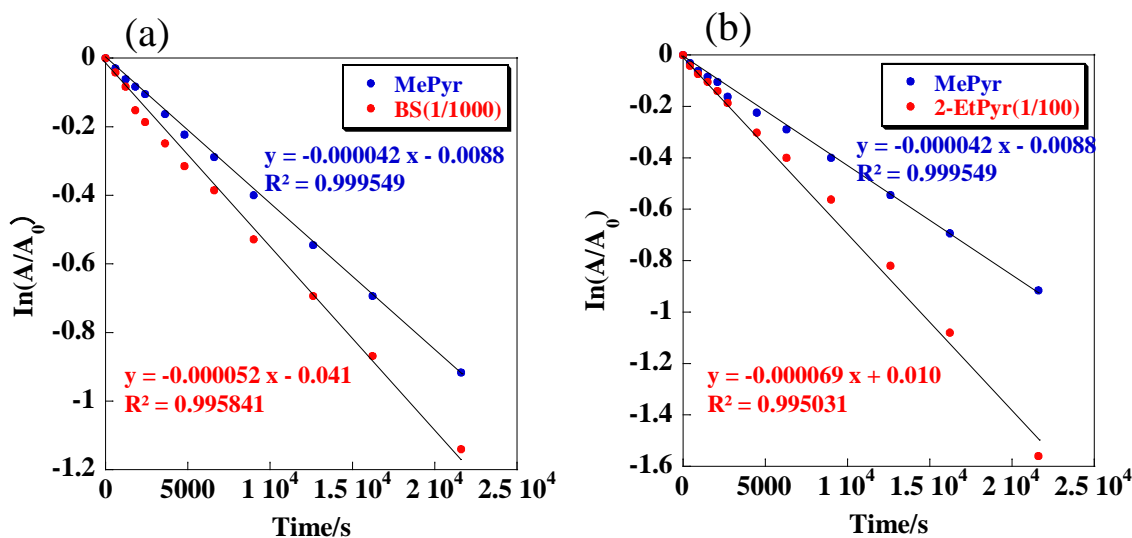 (a)
0
-0.2
-0.4
-0.6
-0.8
-1
-1.2
ln(A/A0)
MePyr
BS(1/1000)
y = -0.000042 x - 0.0088
R² = 0.999549
y = -0.000052 x - 0.041
R² = 0.995841
0 5000 1 10⁴ 1.5 10⁴ 2 10⁴ 2.5 10⁴
Time/s
(b)
0
-0.2
-0.4
-0.6
-0.8
-1
-1.2
-1.4
-1.6
ln(A/A₀)
MePyr
2-EtPyr(1/100)
y = -0.000042 x - 0.0088
R² = 0.999549
y = -0.000069 x + 0.010
R² = 0.995031
0 5000 1 10⁴ 1.5 10⁴ 2 10⁴ 2.5 10⁴
Time/s